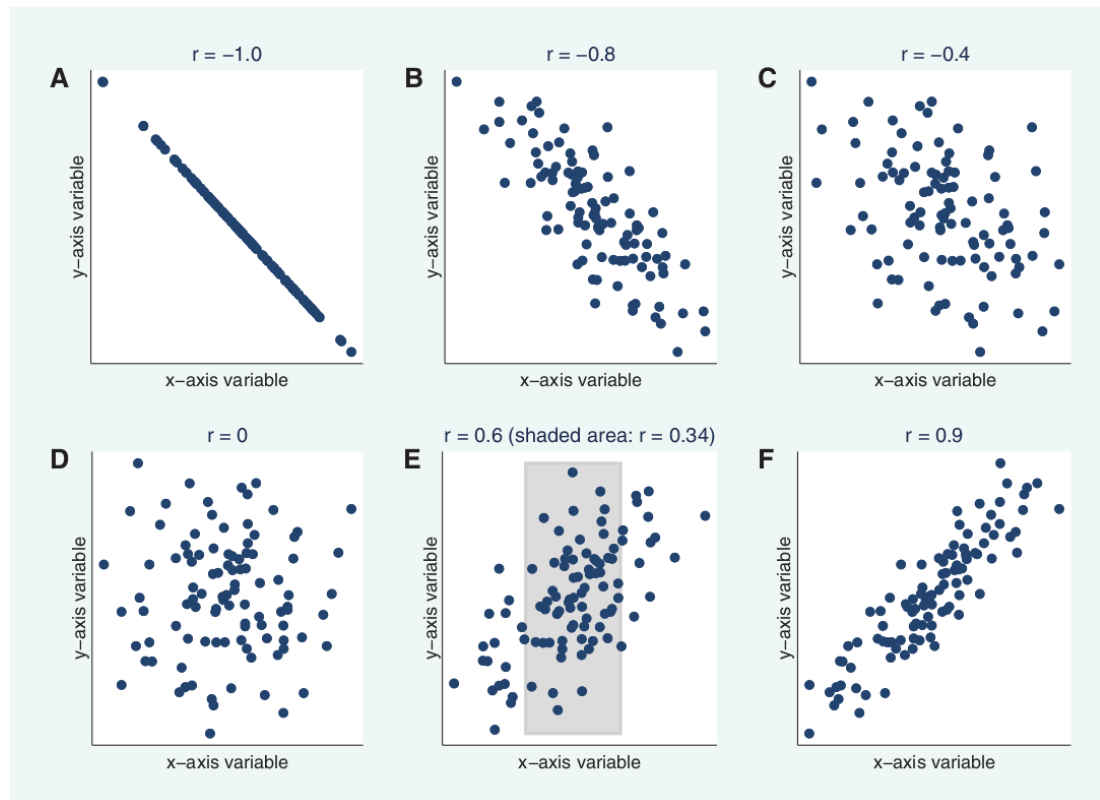 A
r = −1.0
y−axis variable
x−axis variable
B
r = −0.8
y−axis variable
x−axis variable
C
r = −0.4
y−axis variable
x−axis variable
D
r = 0
y−axis variable
x−axis variable
E
r = 0.6 (shaded area: r = 0.34)
y−axis variable
x−axis variable
F
r = 0.9
y−axis variable
x−axis variable